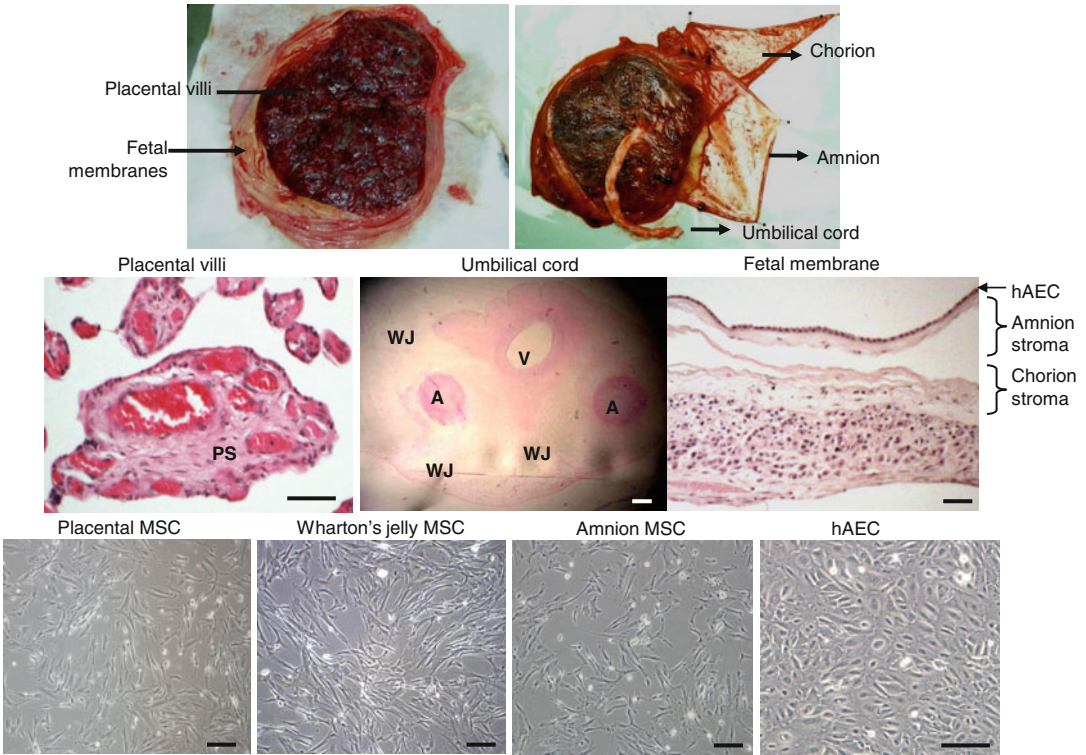 Placental villi
Fetal
membranes
Chorion
Amnion
Umbilical cord
Placental villi
Umbilical cord
Fetal membrane
PS
WJ
V
A
A
WJ
WJ
hAEC
Amnion
stroma
Chorion
stroma
Placental MSC
Wharton's jelly MSC
Amnion MSC
hAEC